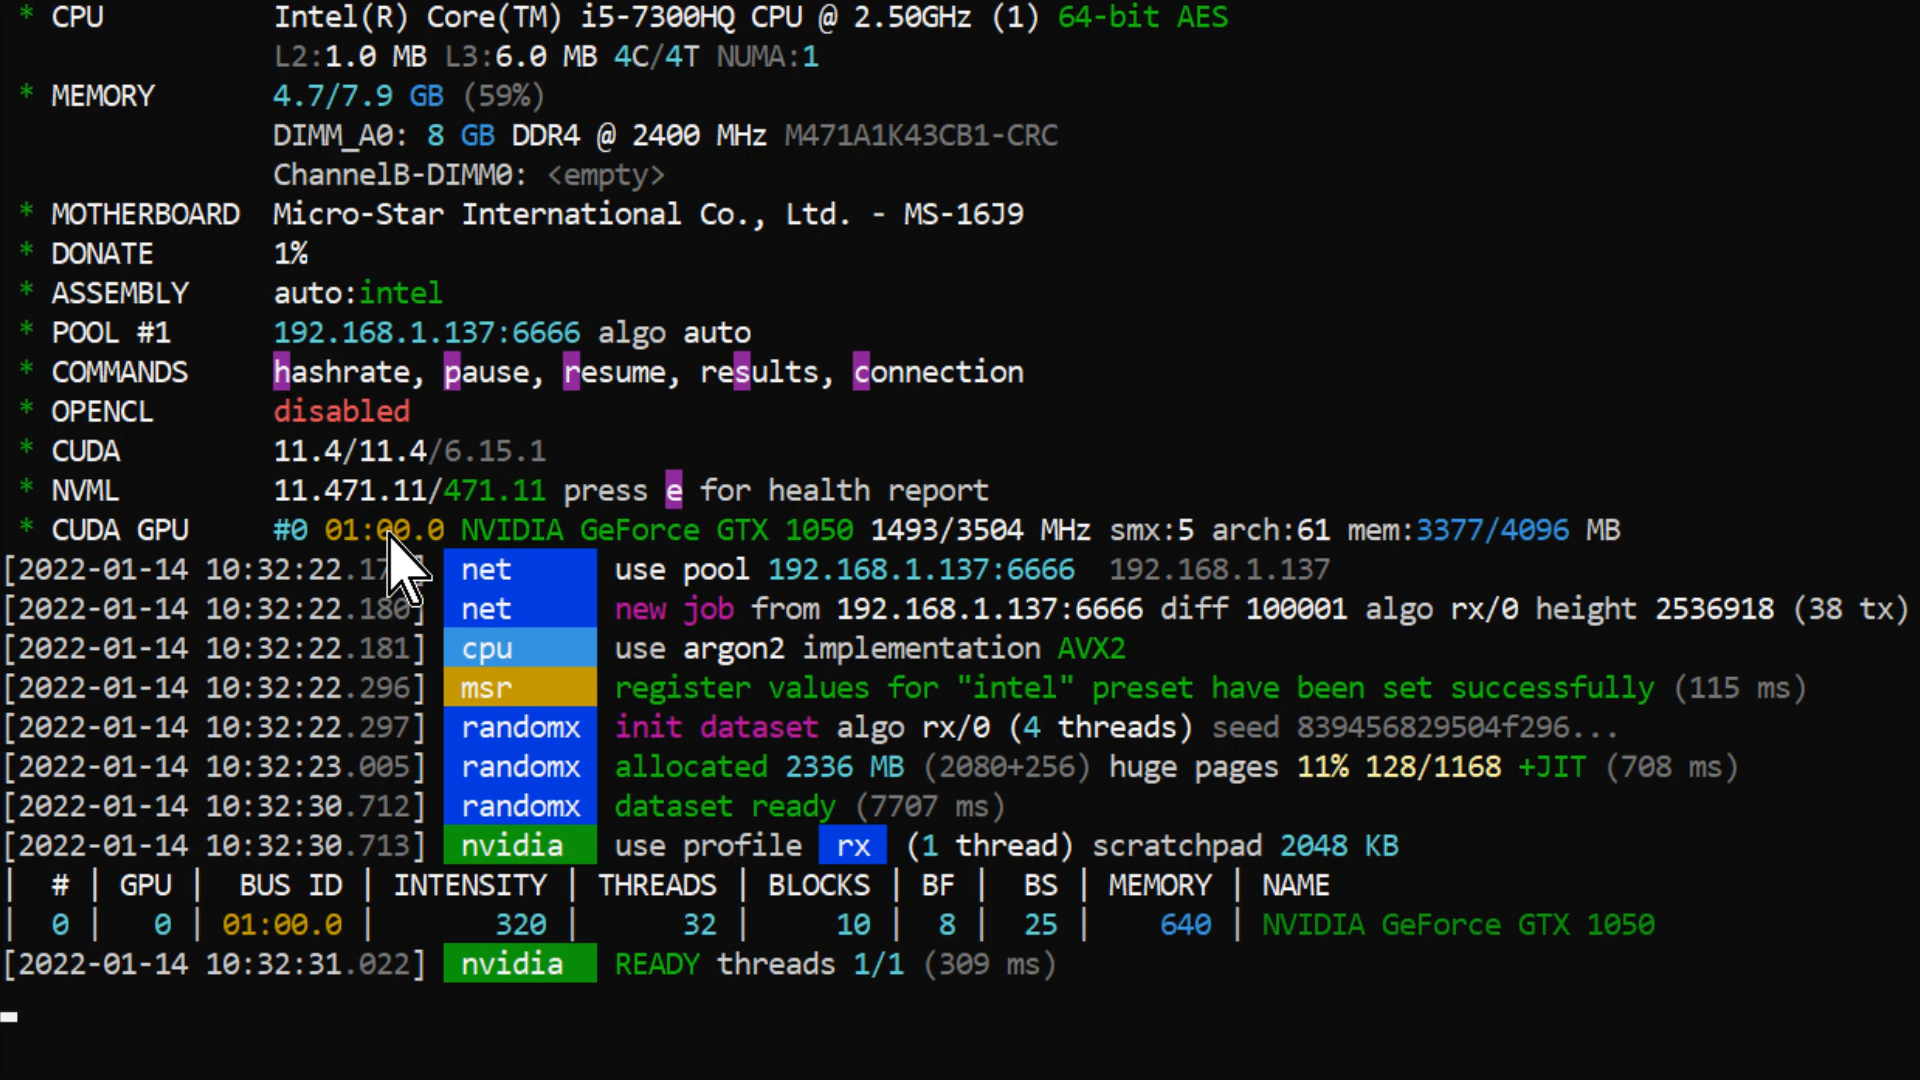 * CPU Intel(R) Core(TM) i5-7300HQ CPU @ 2.50GHz (1) 64-bit AES
L2:1.0 MB L3:6.0 MB 4C/4T NUMA:1
* MEMORY 4.7/7.9 GB (59%)
DIMM_A0: 8 GB DDR4 @ 2400 MHz M471A1K43CB1-CRC
ChannelB-DIMM0: <empty>
* MOTHERBOARD Micro-Star International Co., Ltd. - MS-16J9
* DONATE 1%
* ASSEMBLY auto:intel
* POOL #1 192.168.1.137:6666 algo auto
* COMMANDS hashrate, pause, resume, results, connection
* OPENCL disabled
* CUDA 11.4/11.4/6.15.1
* NVML 11.471.11/471.11 press e for health report
* CUDA GPU #0 01:00.0 NVIDIA GeForce GTX 1050 1493/3504 MHz smx:5 arch:61 mem:3377/4096 MB
[2022-01-14 10:32:22 ] net use pool 192.168.1.137:6666 192.168.1.137
[2022-01-14 10:32:22.180] net new job from 192.168.1.137:6666 diff 100001 algo rx/0 height 2536918 (38 tx)
[2022-01-14 10:32:22.181] cpu use argon2 implementation AVX2
[2022-01-14 10:32:22.296] msr register values for "intel" preset have been set successfully (115 ms)
[2022-01-14 10:32:22.297] randomx init dataset algo rx/0 (4 threads) seed 839456829504f296...
[2022-01-14 10:32:23.005] randomx allocated 2336 MB (2080+256) huge pages 11% 128/1168 +JIT (708 ms)
[2022-01-14 10:32:30.712] randomx dataset ready (7707 ms)
[2022-01-14 10:32:30.713] nvidia use profile rx (1 thread) scratchpad 2048 KB
| # | GPU | BUS ID | INTENSITY | THREADS | BLOCKS | BF | BS | MEMORY | NAME
| 0 | 0 | 01:00.0 | 320 | 32 | 10 | 8 | 25 | 640 | NVIDIA GeForce GTX 1050
[2022-01-14 10:32:31.022] nvidia READY threads 1/1 (309 ms)